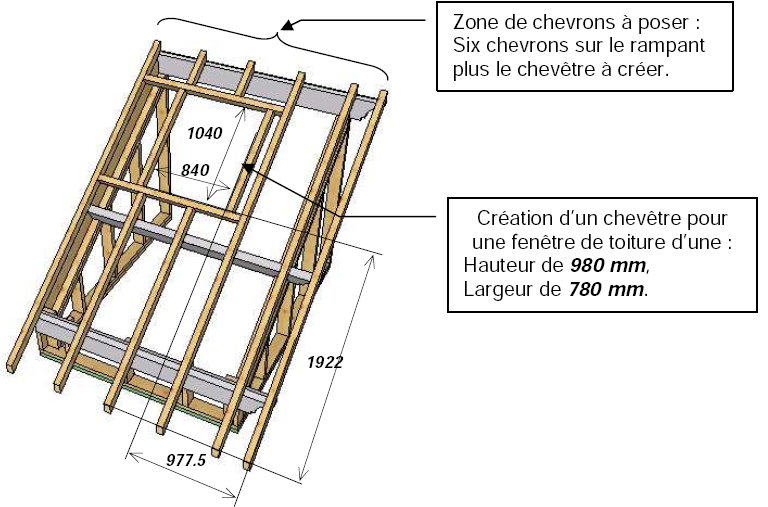 Zone de chevrons à poser :
Six chevrons sur le rampant
plus le chevêtre à créer.
1040
840
Création d'un chevêtre pour
une fenêtre de toiture d'une :
Hauteur de 980 mm,
Largeur de 780 mm.
1922
977.5